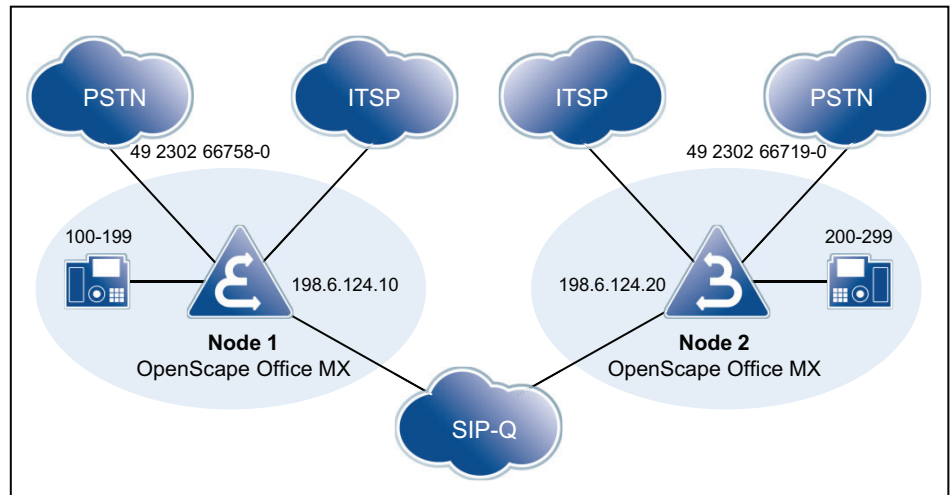 PSTN
ITSP
ITSP
PSTN
49 2302 66758-0
49 2302 66719-0
100-199
200-299
198.6.124.10
198.6.124.20
Node 1
OpenScape Office MX
Node 2
OpenScape Office MX
SIP-Q